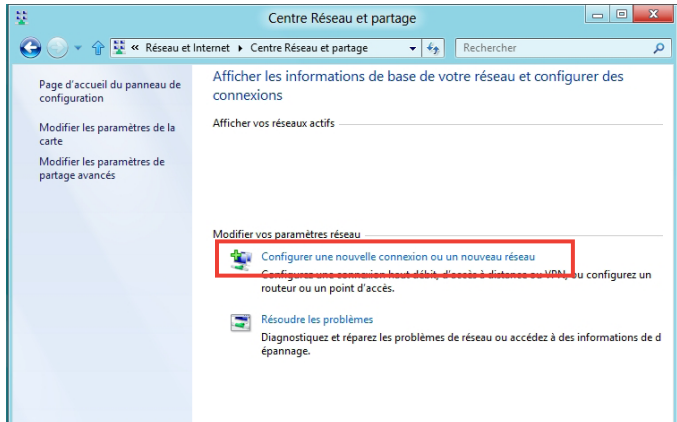 Centre Réseau et partage
« Réseau et Internet ▸ Centre Réseau et partage
Rechercher
Page d'accueil du panneau de
configuration
Modifier les paramètres de la
carte
Modifier les paramètres de
partage avancés
Afficher les informations de base de votre réseau et configurer des
connexions
Afficher vos réseaux actifs
Modifier vos paramètres réseau
Configurer une nouvelle connexion ou un nouveau réseau
Configurez une connexion haut débit, d'accès à distance ou VPN, ou configurez un
routeur ou un point d'accès.
Résoudre les problèmes
Diagnostiquez et réparez les problèmes de réseau ou accédez à des informations de d
épannage.